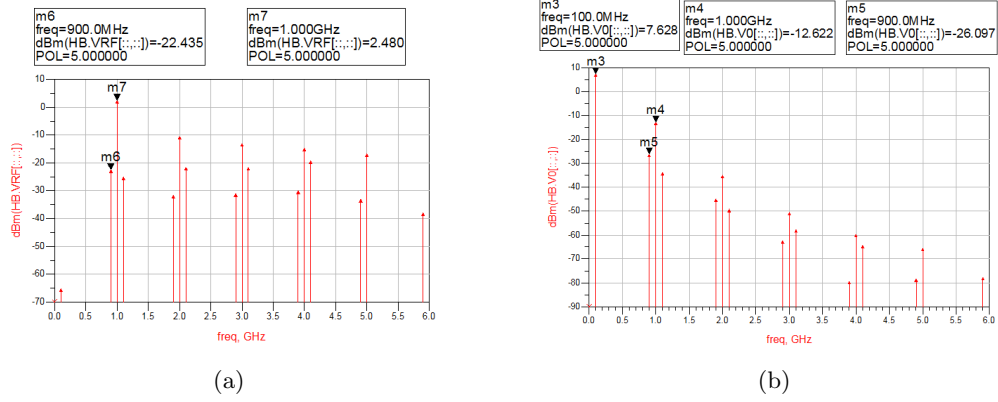 m6
freq=900.0MHz
dBm(HB.VRF[::,::])=-22.435
POL=5.000000
m7
freq=1.000GHz
dBm(HB.VRF[::,::])=2.480
POL=5.000000
m3
freq=100.0MHz
dBm(HB.V0[::,::])=7.628
POL=5.000000
m4
freq=1.000GHz
dBm(HB.V0[::,::])=-12.622
POL=5.000000
m5
freq=900.0MHz
dBm(HB.V0[::,::])=-26.097
POL=5.000000
dBm(HB.VRF[::,::])
10
0
-10
-20
-30
-40
-50
-60
-70
m7
m6
0.0 0.5 1.0 1.5 2.0 2.5 3.0 3.5 4.0 4.5 5.0 5.5 6.0
freq, GHz
(a)
dBm(HB.V0[::,::])
10
0
-10
-20
-30
-40
-50
-60
-70
-80
-90
m3
m4
m5
0.0 0.5 1.0 1.5 2.0 2.5 3.0 3.5 4.0 4.5 5.0 5.5 6.0
freq, GHz
(b)